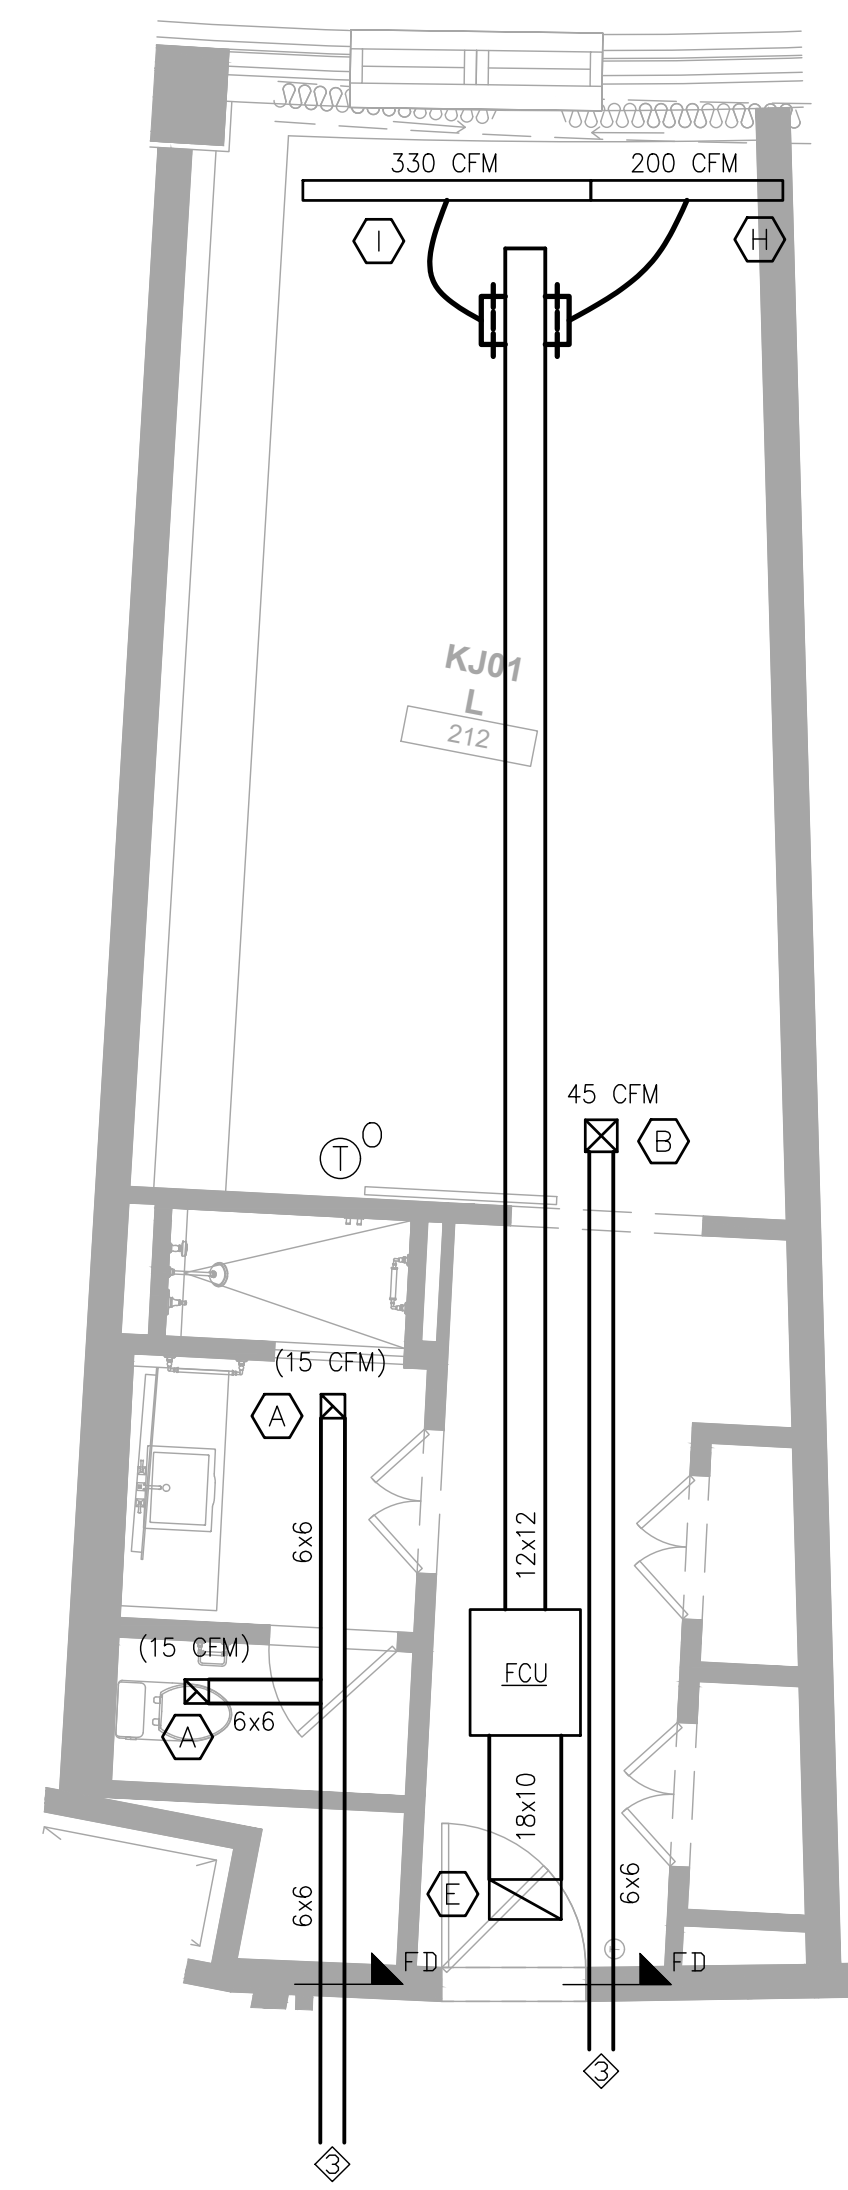 330 CFM
200 CFM
I
H
KJ01
L
212
45 CFM
B
T
(15 CFM)
A
6x6
12x12
(15 CFM)
FCU
6x6
A
18x10
E
6x6
6x6
FD
FD
3
3